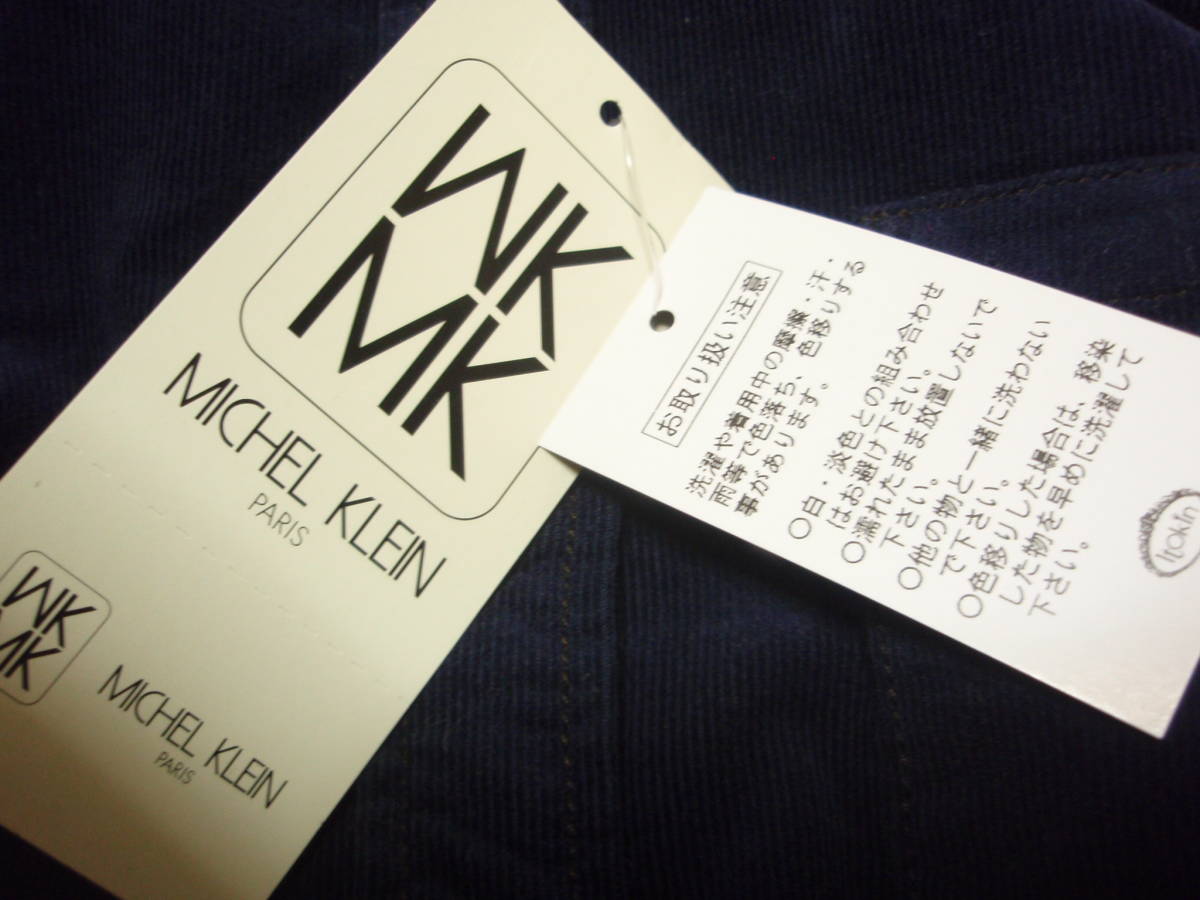 WK
MK
MICHEL KLEIN
PARIS
WK
MK
MICHEL KLEIN
PARIS
お取り扱い注意
洗濯や着用中の摩擦・汗・
雨等で色落ち、色移りする
事があります。
○白・淡色との組み合わせ
はお避け下さい。
○濡れたまま放置しないで
下さい。
○他の物と一緒に洗わない
で下さい。
○色移りした場合は、移染
した物を早めに洗濯して
下さい。
itokin